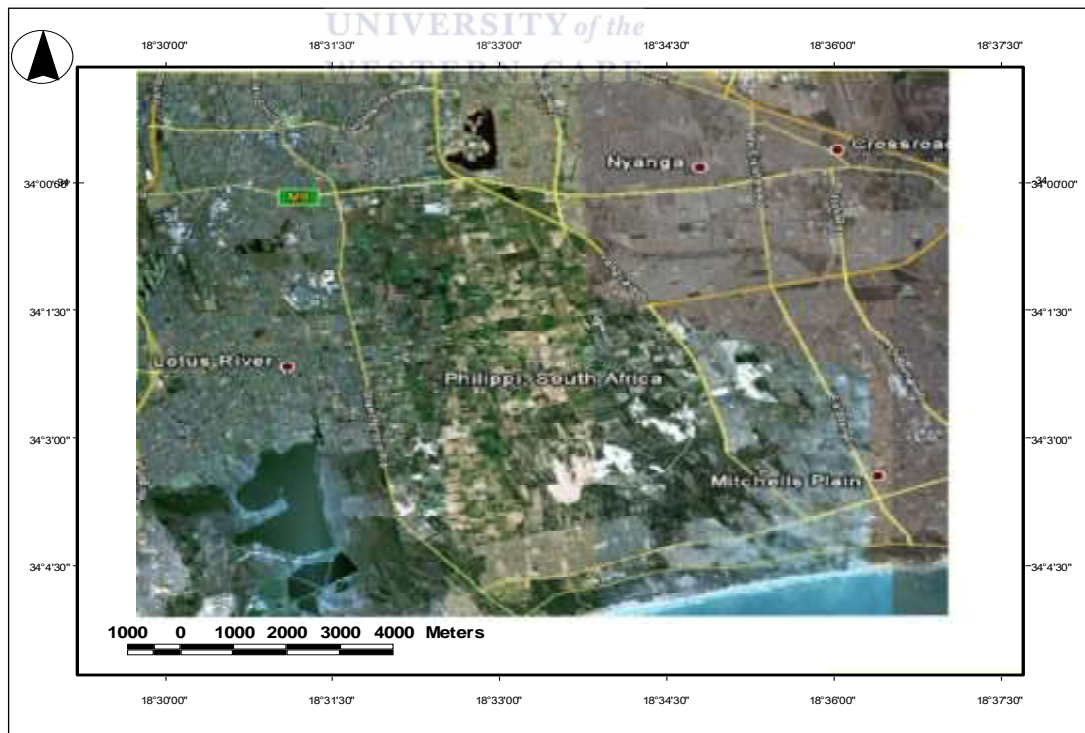 UNIVERSITY of the
WESTERN CAPE
18°30'00" 18°31'30" 18°33'00" 18°34'30" 18°36'00" 18°37'30"
Nyanga
Crossroad
34°00'00"
34°00'00"
34°1'30"
34°1'30"
Lotus River
Philippi, South Africa
34°3'00"
34°3'00"
Mitchells Plain
34°4'30"
34°4'30"
1000 0 1000 2000 3000 4000 Meters
18°30'00" 18°31'30" 18°33'00" 18°34'30" 18°36'00" 18°37'30"